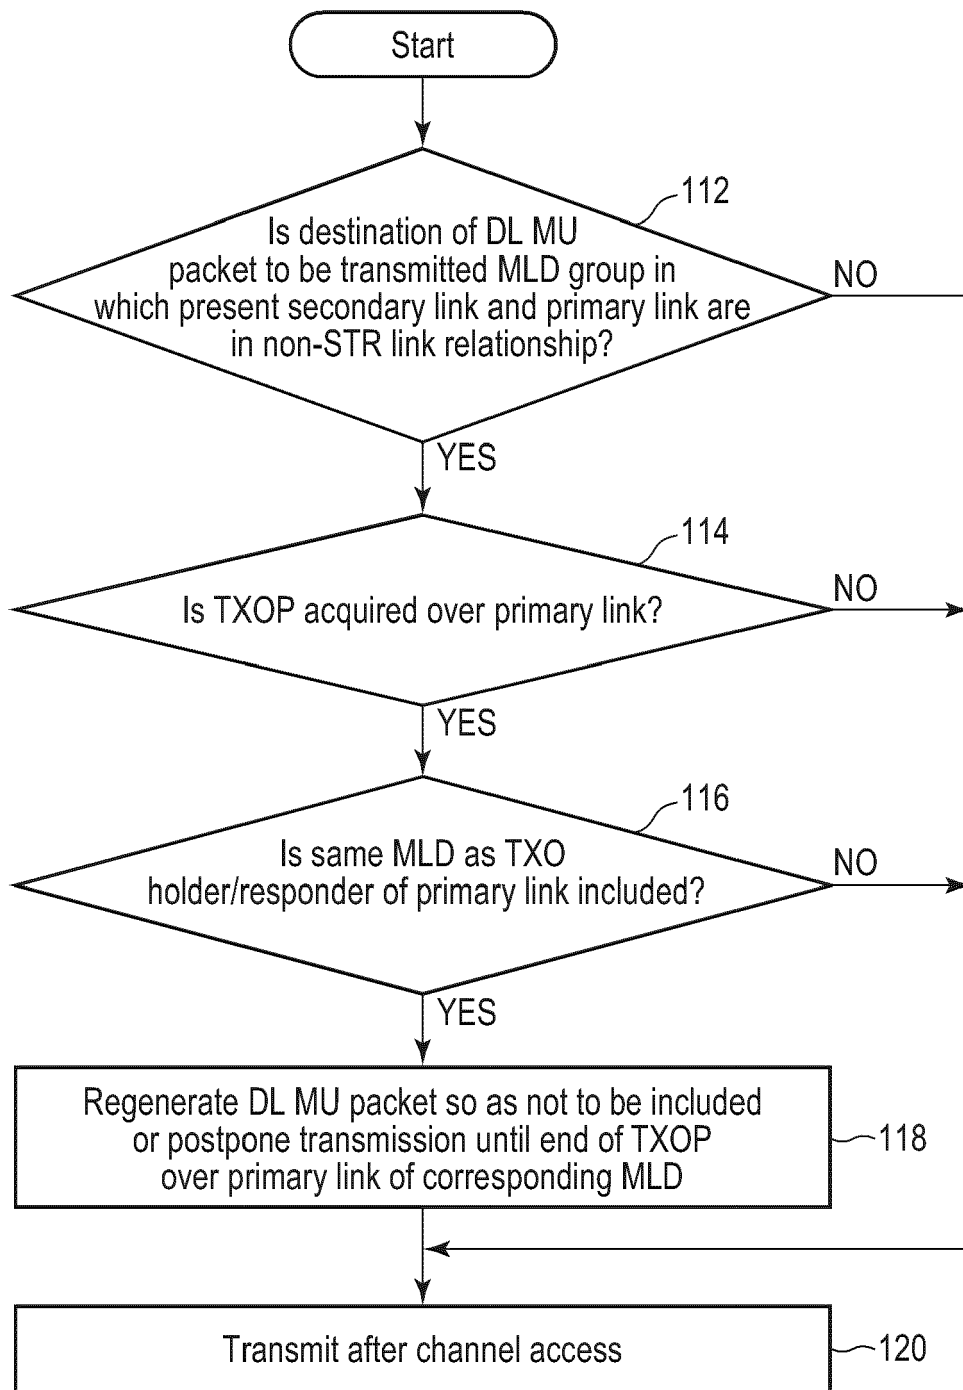 Start
112
Is destination of DL MU
packet to be transmitted MLD group in
which present secondary link and primary link are
in non-STR link relationship?
NO
YES
114
Is TXOP acquired over primary link?
NO
YES
116
Is same MLD as TXO
holder/responder of primary link included?
NO
YES
Regenerate DL MU packet so as not to be included
or postpone transmission until end of TXOP
over primary link of corresponding MLD
118
Transmit after channel access
120